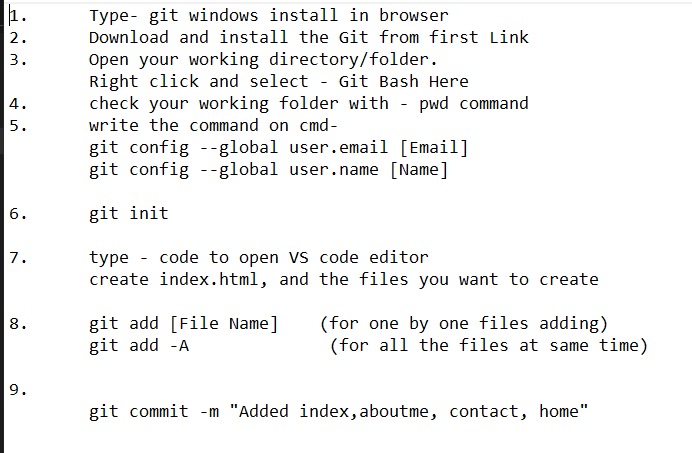 1. Type- git windows install in browser
2. Download and install the Git from first Link
3. Open your working directory/folder.
Right click and select - Git Bash Here
4. check your working folder with - pwd command
5. write the command on cmd-
git config --global user.email [Email]
git config --global user.name [Name]
6. git init
7. type - code to open VS code editor
create index.html, and the files you want to create
8. git add [File Name] (for one by one files adding)
git add -A (for all the files at same time)
9.
git commit -m "Added index,aboutme, contact, home"